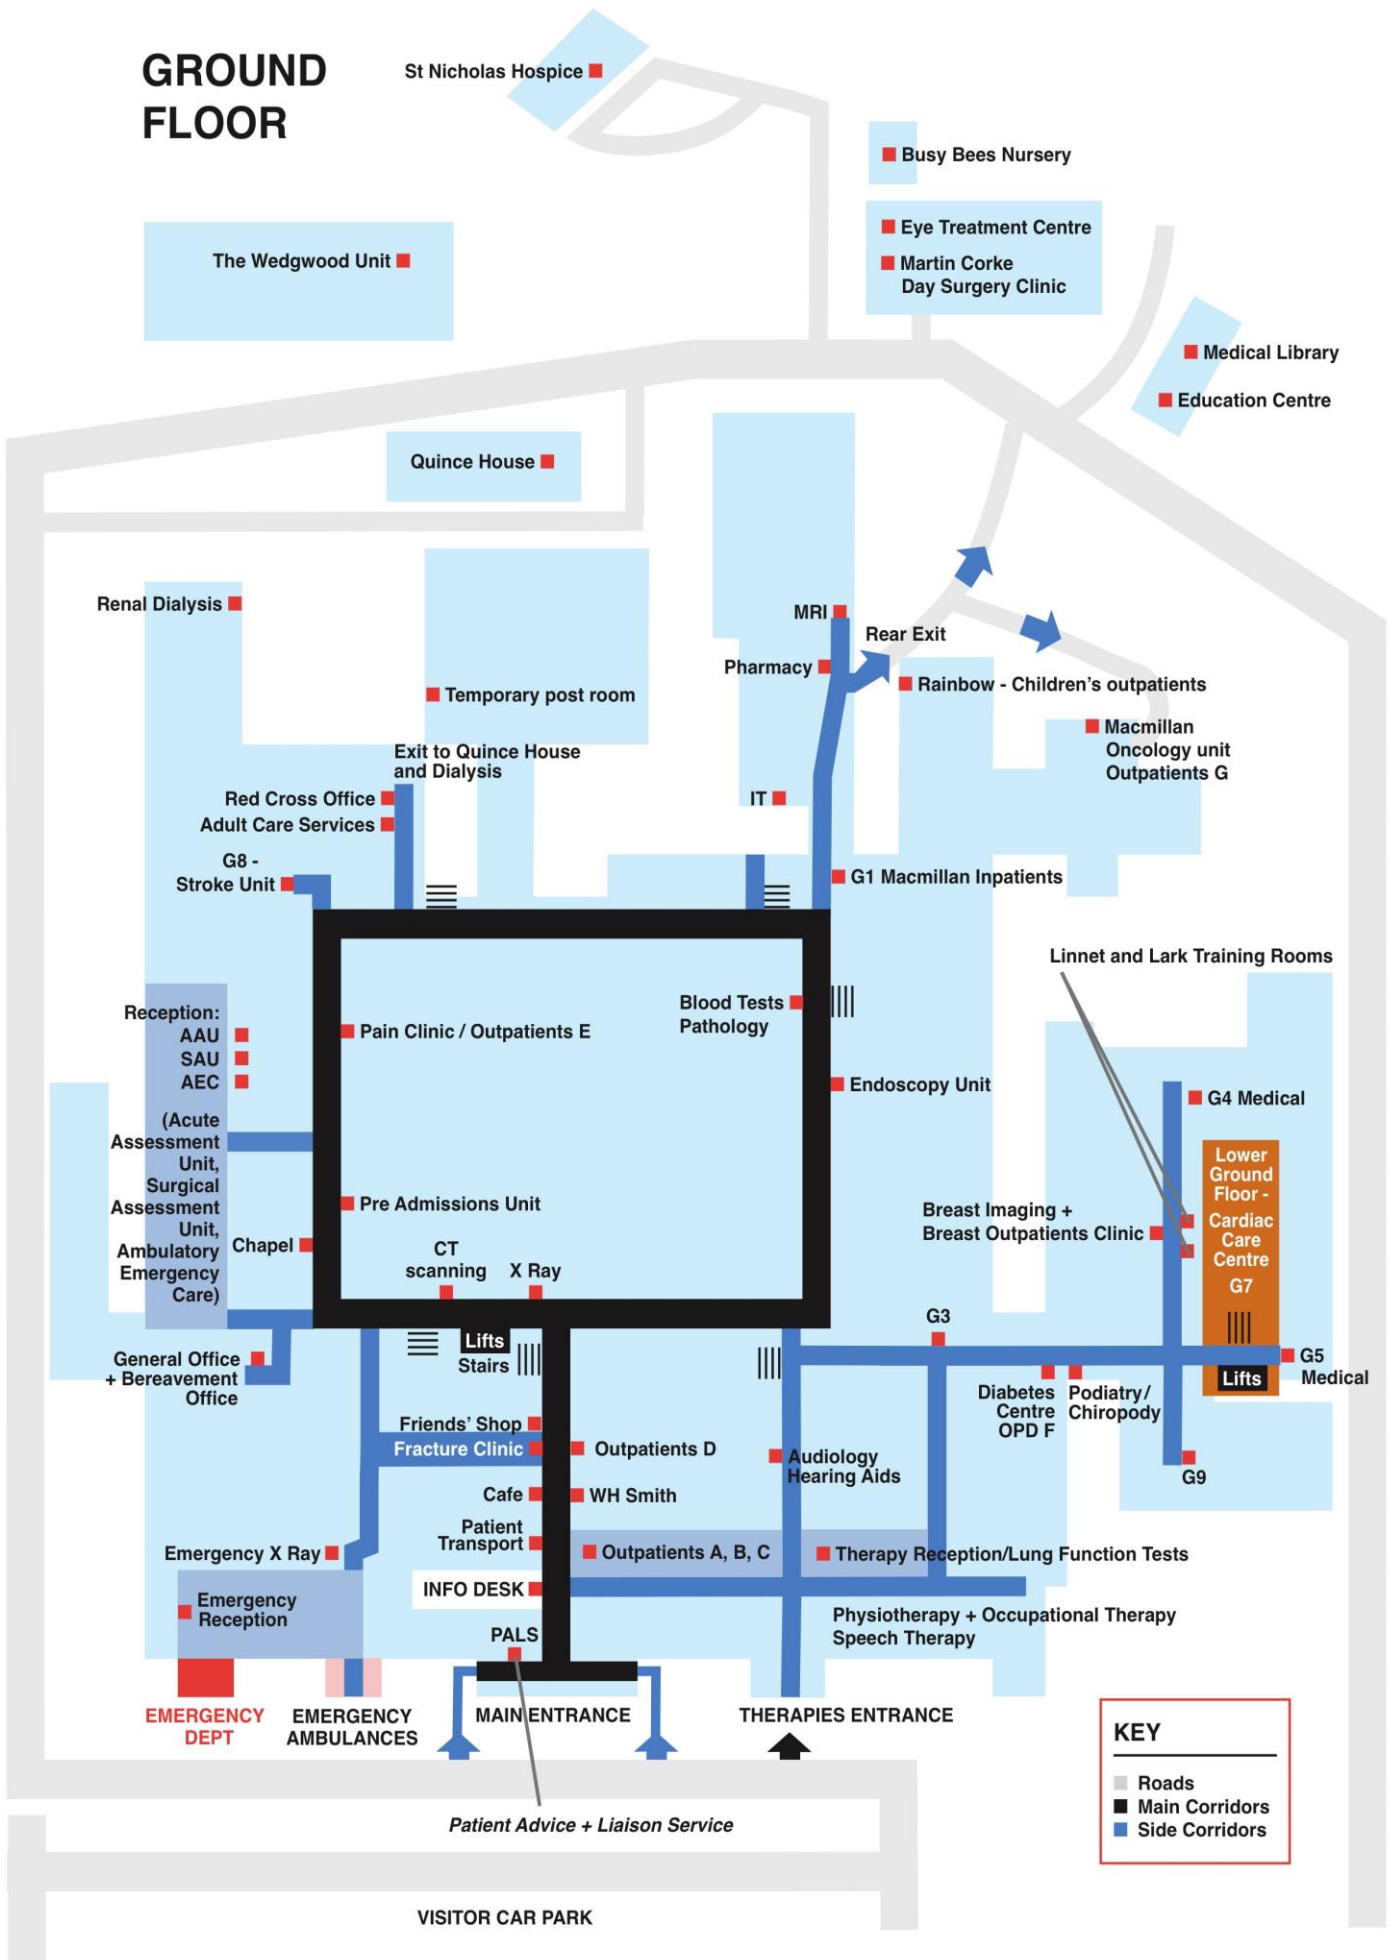 GROUND
FLOOR
St Nicholas Hospice
Busy Bees Nursery
Eye Treatment Centre
Martin Corke
Day Surgery Clinic
The Wedgwood Unit
Medical Library
Education Centre
Quince House
Renal Dialysis
MRI
Rear Exit
Pharmacy
Rainbow - Children's outpatients
Temporary post room
Macmillan
Oncology unit
Outpatients G
Exit to Quince House
and Dialysis
Red Cross Office
Adult Care Services
IT
G8 -
Stroke Unit
G1 Macmillan Inpatients
Linnet and Lark Training Rooms
Reception:
AAU
SAU
AEC
(Acute
Assessment
Unit,
Surgical
Assessment
Unit,
Ambulatory
Emergency
Care)
Pain Clinic / Outpatients E
Blood Tests
Pathology
Endoscopy Unit
G4 Medical
Lower
Ground
Floor -
Cardiac
Care
Centre
G7
Pre Admissions Unit
Breast Imaging +
Breast Outpatients Clinic
Chapel
CT
scanning
X Ray
G3
Lifts
Stairs
General Office
+ Bereavement
Office
G5
Medical
Lifts
Diabetes
Centre
OPD F
Podiatry/
Chiropody
Friends' Shop
Fracture Clinic
Outpatients D
Audiology
Hearing Aids
G9
Cafe
WH Smith
Patient
Transport
Emergency X Ray
Outpatients A, B, C
Therapy Reception/Lung Function Tests
INFO DESK
Emergency
Reception
Physiotherapy + Occupational Therapy
Speech Therapy
PALS
EMERGENCY
DEPT
EMERGENCY
AMBULANCES
MAIN ENTRANCE
THERAPIES ENTRANCE
KEY
Roads
Main Corridors
Side Corridors
Patient Advice + Liaison Service
VISITOR CAR PARK